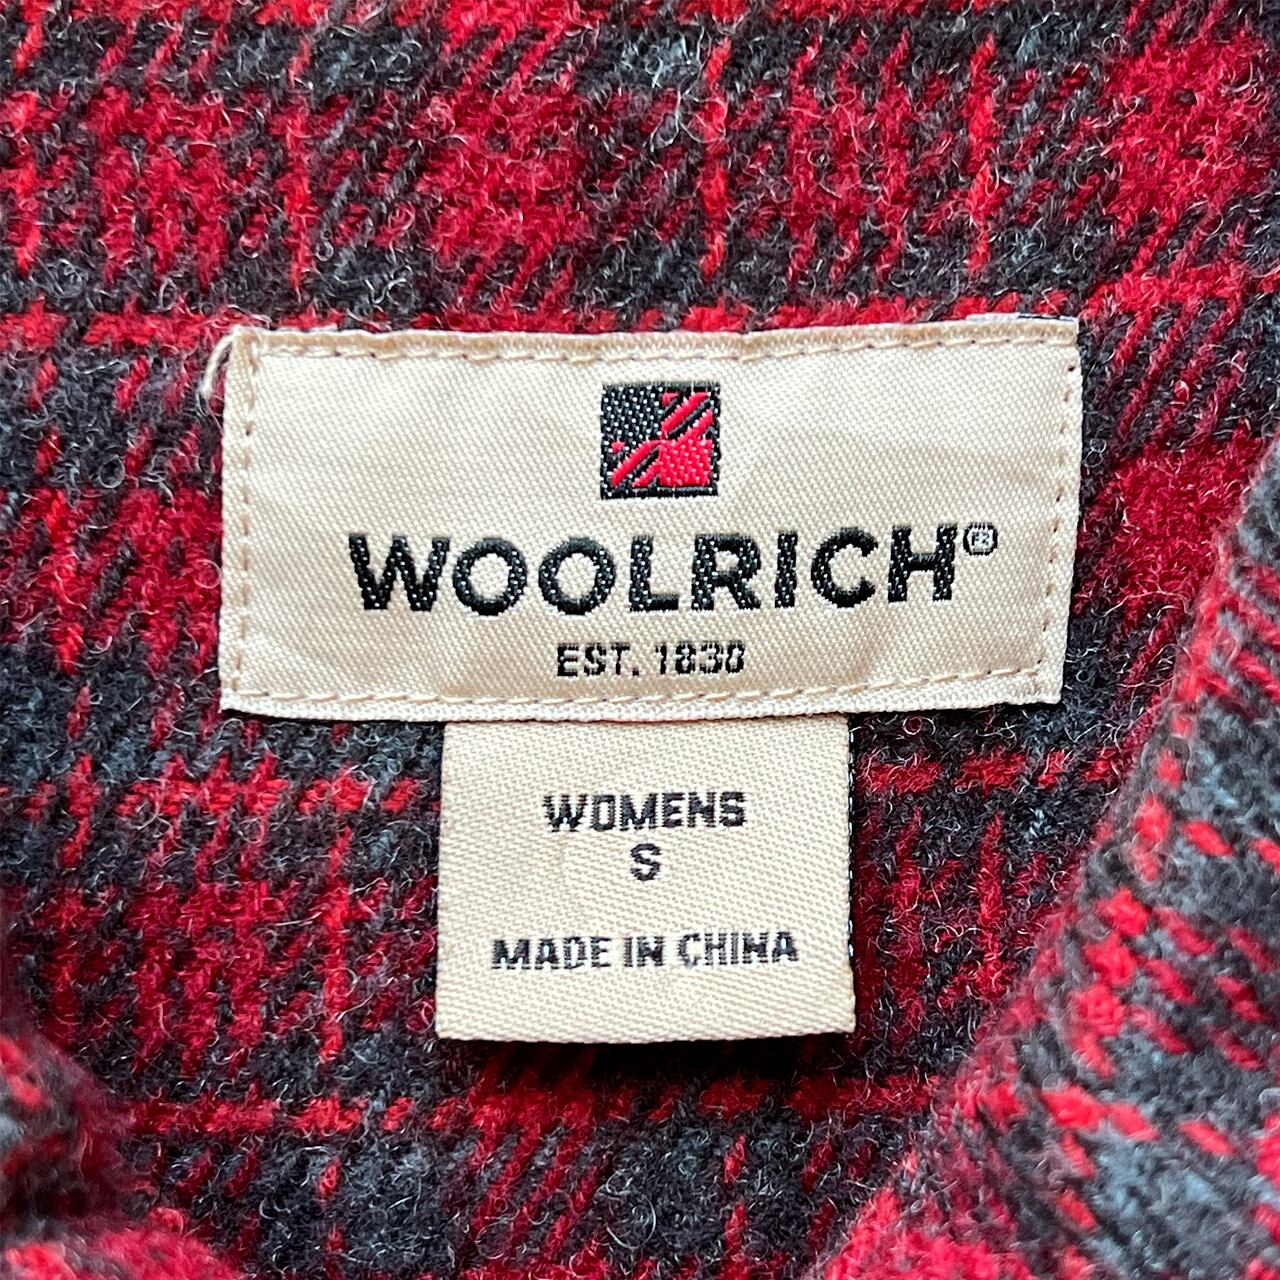 WOOLRICH®
EST. 1830
WOMENS
S
MADE IN CHINA